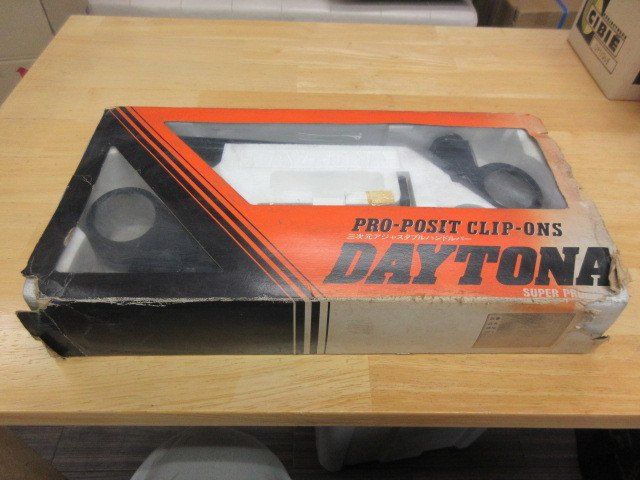 CIBIE
PRO-POSIT CLIP-ONS
三次元アジャスタブルハンドルバー
DAYTONA
SUPER PR